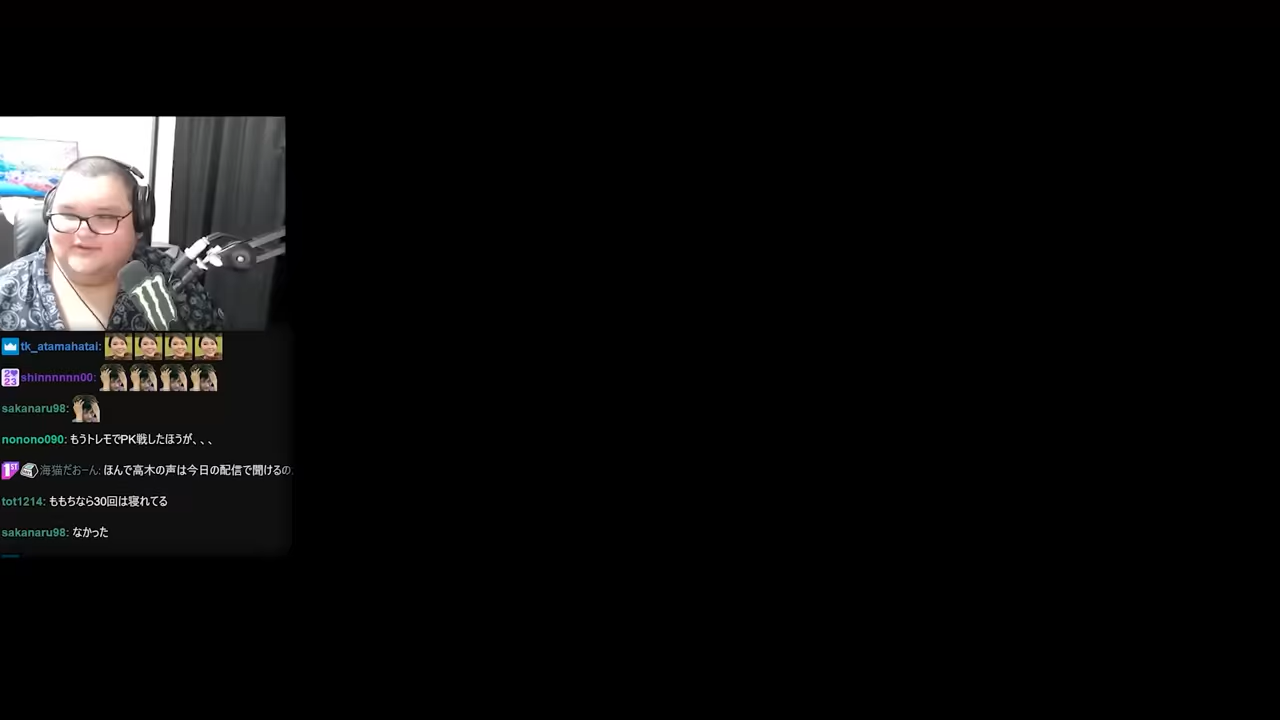 tk_atamahatai:
shinnnnnn00:
sakanaru98:
nonono090: もうトレモでPK戦したほうが、、、
1ST 海猫だおーん: ほんで高木の声は今日の配信で聞けるの
tot1214: ももちなら30回は寝れてる
sakanaru98: なかった